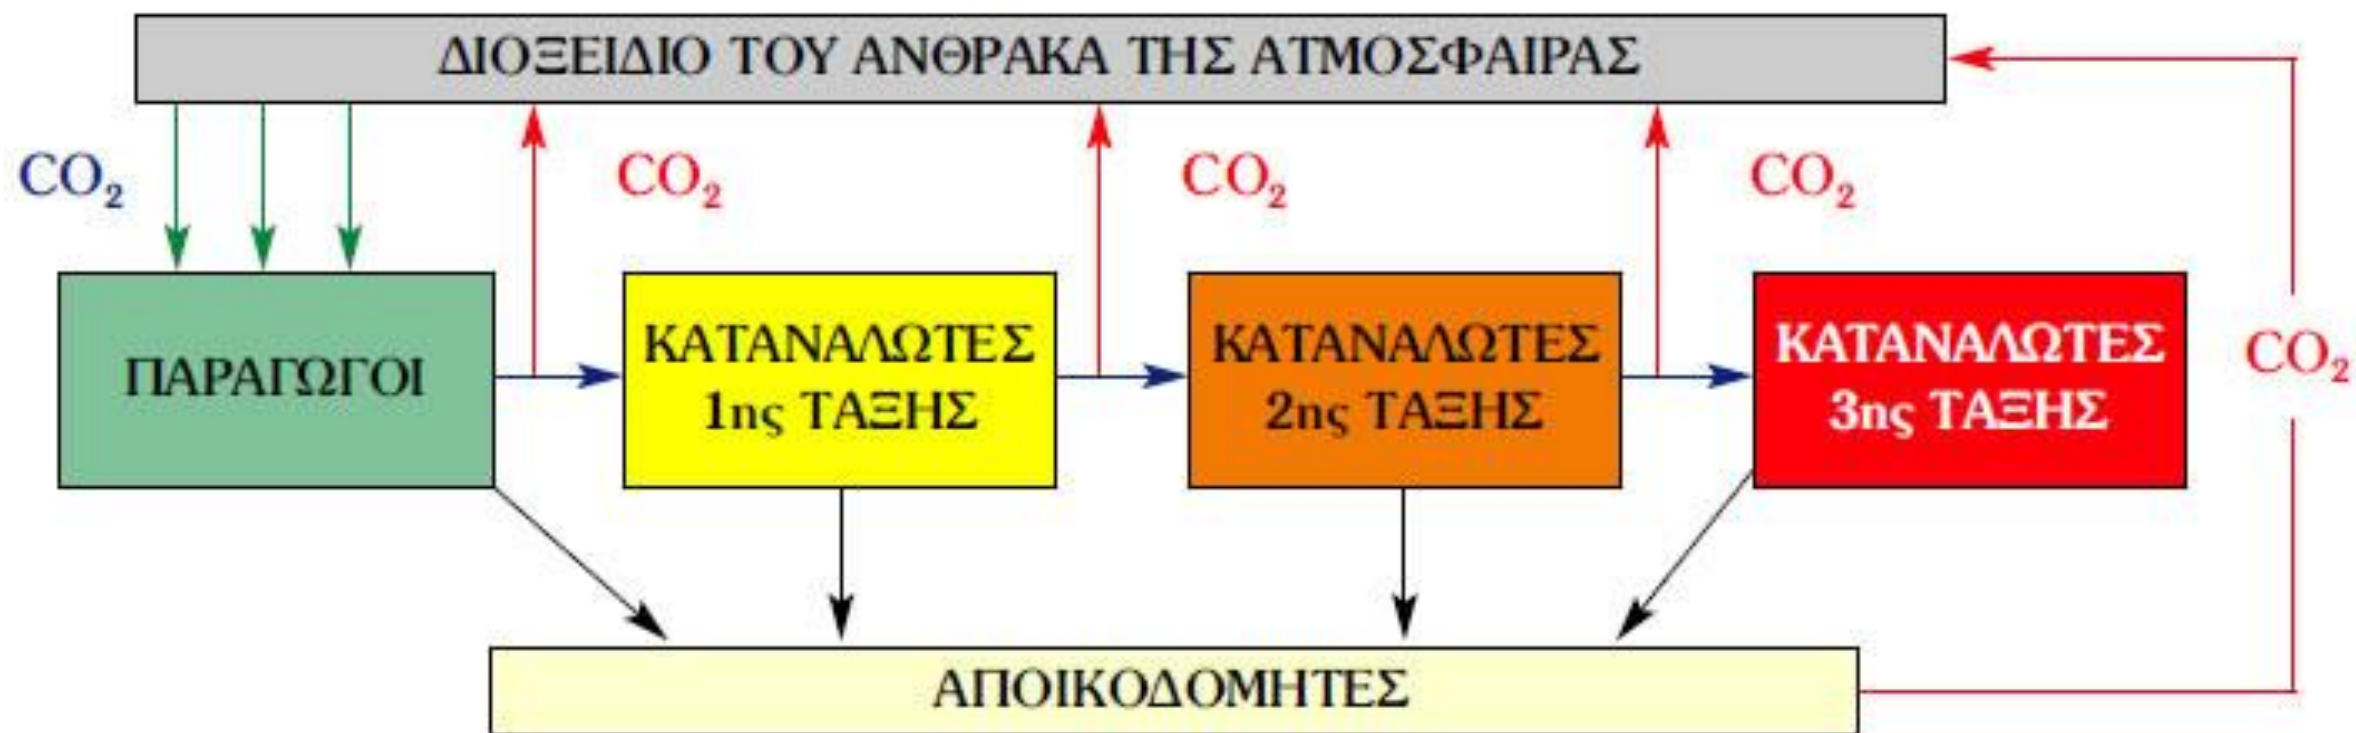 ΔΙΟΞΕΙΔΙΟ ΤΟΥ ΑΝΘΡΑΚΑ ΤΗΣ ΑΤΜΟΣΦΑΙΡΑΣ
CO₂
CO₂
CO₂
CO₂
ΠΑΡΑΓΩΓΟΙ
ΚΑΤΑΝΑΛΩΤΕΣ
1ης ΤΑΞΗΣ
ΚΑΤΑΝΑΛΩΤΕΣ
2ης ΤΑΞΗΣ
ΚΑΤΑΝΑΛΩΤΕΣ
3ης ΤΑΞΗΣ
CO₂
ΑΠΟΙΚΟΔΟΜΗΤΕΣ